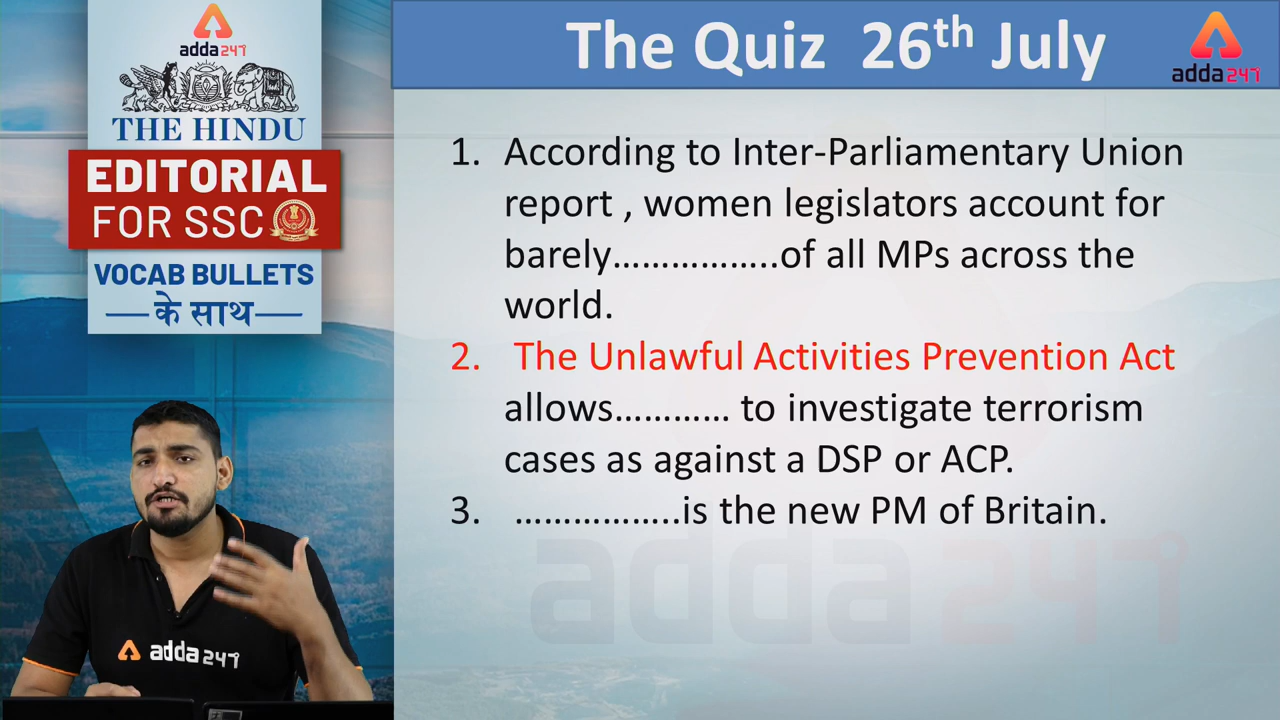 adda247
THE HINDU
EDITORIAL
FOR SSC
VOCAB BULLETS
के साथ
The Quiz 26th July
adda247
1. According to Inter-Parliamentary Union
report , women legislators account for
barely……………..of all MPs across the
world.
2. The Unlawful Activities Prevention Act
allows………… to investigate terrorism
cases as against a DSP or ACP.
3. ……………..is the new PM of Britain.
adda247
adda247